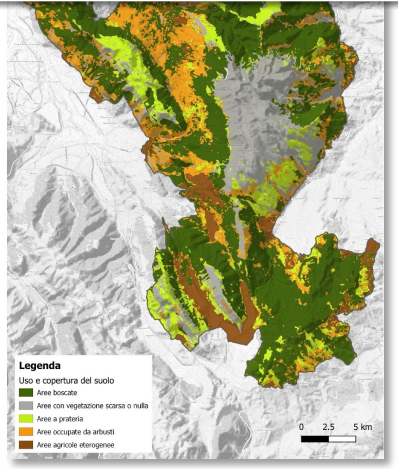 Legenda
Uso e copertura del suolo
Aree boscate
Aree con vegetazione scarsa o nulla
Aree a prateria
Aree occupate da arbusti
Aree agricole eterogenee
0 2.5 5 km